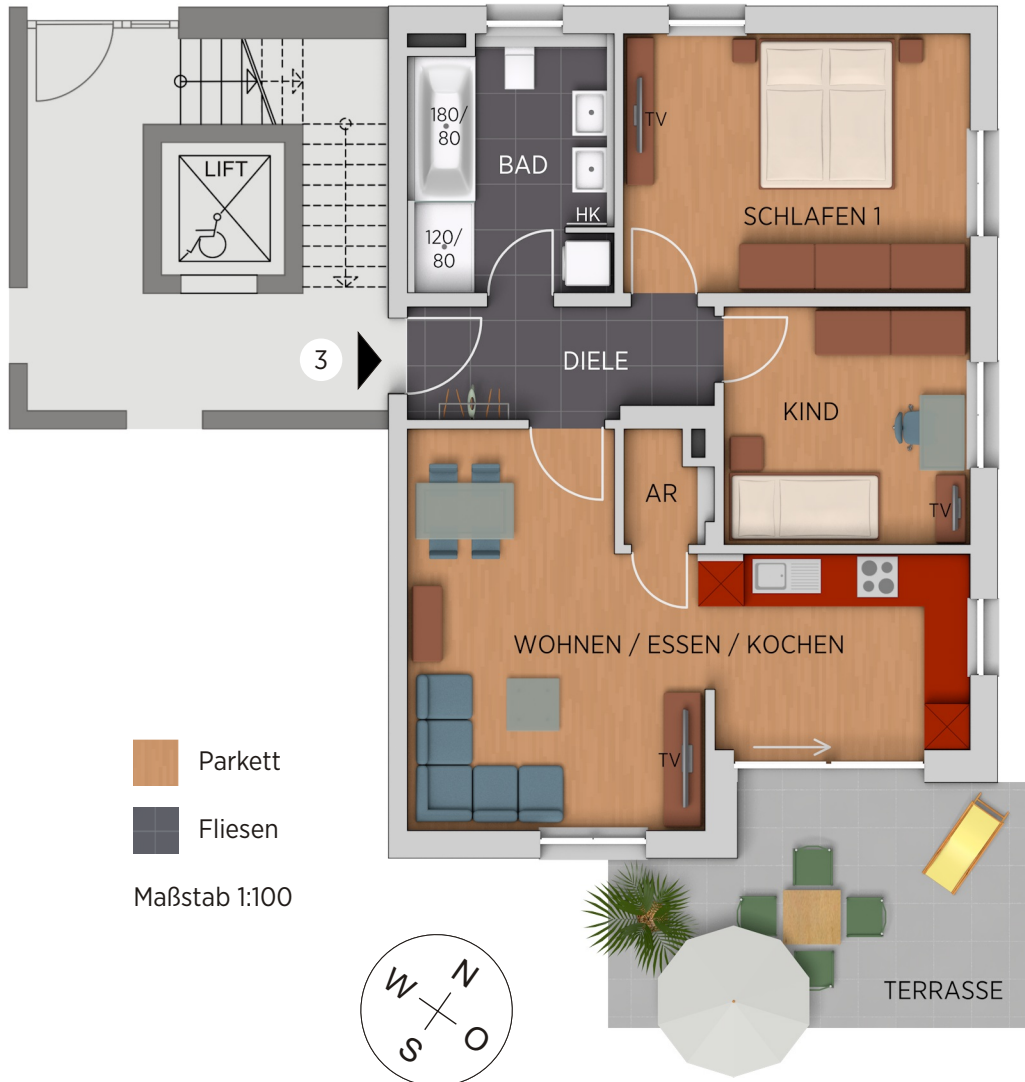 180/
80
TV
LIFT
BAD
SCHLAFEN 1
HK
120/
80
3
DIELE
KIND
AR
TV
WOHNEN / ESSEN / KOCHEN
TV
Parkett
Fliesen
Maßstab 1:100
N
W
O
S
TERRASSE